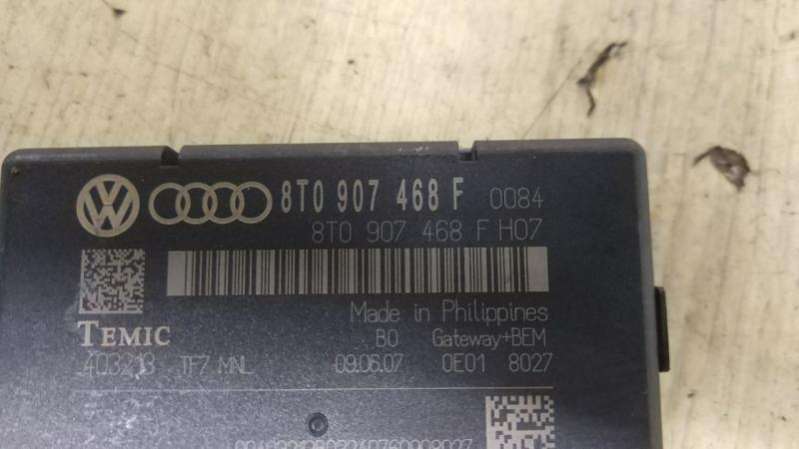 8T0 907 468 F 0084
8T0 907 468 F H07
Made in Philippines
TEMIC B0 Gateway+BEM
403213 TF7 MNL 09.06.07 0E01 8027